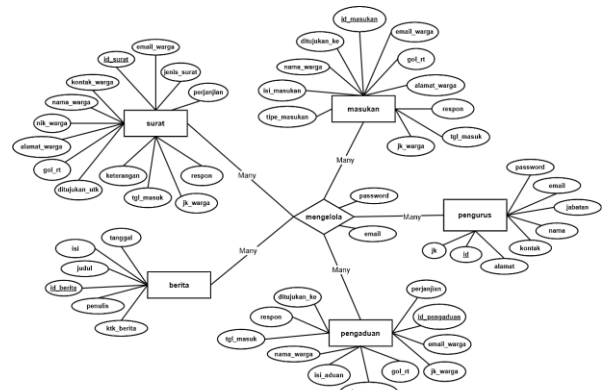 id_masukan
email_warga
email_warga
ditujukan_ke
id_surat
gol_rt
jenis_surat
nama_warga
kontak_warga
alamat_warga
perjanjian
isi_masukan
nama_warga
masukan
respon
surat
tipe_masukan
nik_warga
tgl_masuk
alamat_warga
jk_warga
Many
Many
password
gol_rt
keterangan
respon
email
ditujukan_utk
password
tgl_masuk
jk_warga
jabatan
mengelola
Many
pengurus
email
nama
tanggal
isi
Many
jk
id
kontak
judul
alamat
Many
id_berita
berita
perjanjian
ditujukan_ke
penulis
id_pengaduan
respon
ktk_berita
pengaduan
tgl_masuk
email_warga
nama_warga
gol_rt
jk_warga
isi_aduan